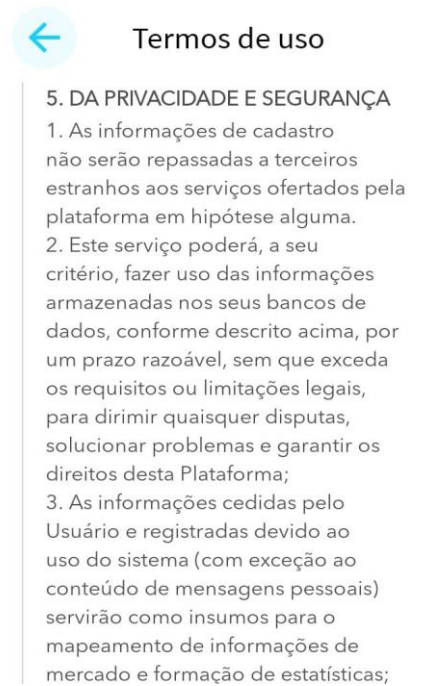 Termos de uso
5. DA PRIVACIDADE E SEGURANÇA
1. As informações de cadastro
não serão repassadas a terceiros
estranhos aos serviços ofertados pela
plataforma em hipótese alguma.
2. Este serviço poderá, a seu
critério, fazer uso das informações
armazenadas nos seus bancos de
dados, conforme descrito acima, por
um prazo razoável, sem que exceda
os requisitos ou limitações legais,
para dirimir quaisquer disputas,
solucionar problemas e garantir os
direitos desta Plataforma;
3. As informações cedidas pelo
Usuário e registradas devido ao
uso do sistema (com exceção ao
conteúdo de mensagens pessoais)
servirão como insumos para o
mapeamento de informações de
mercado e formação de estatísticas;